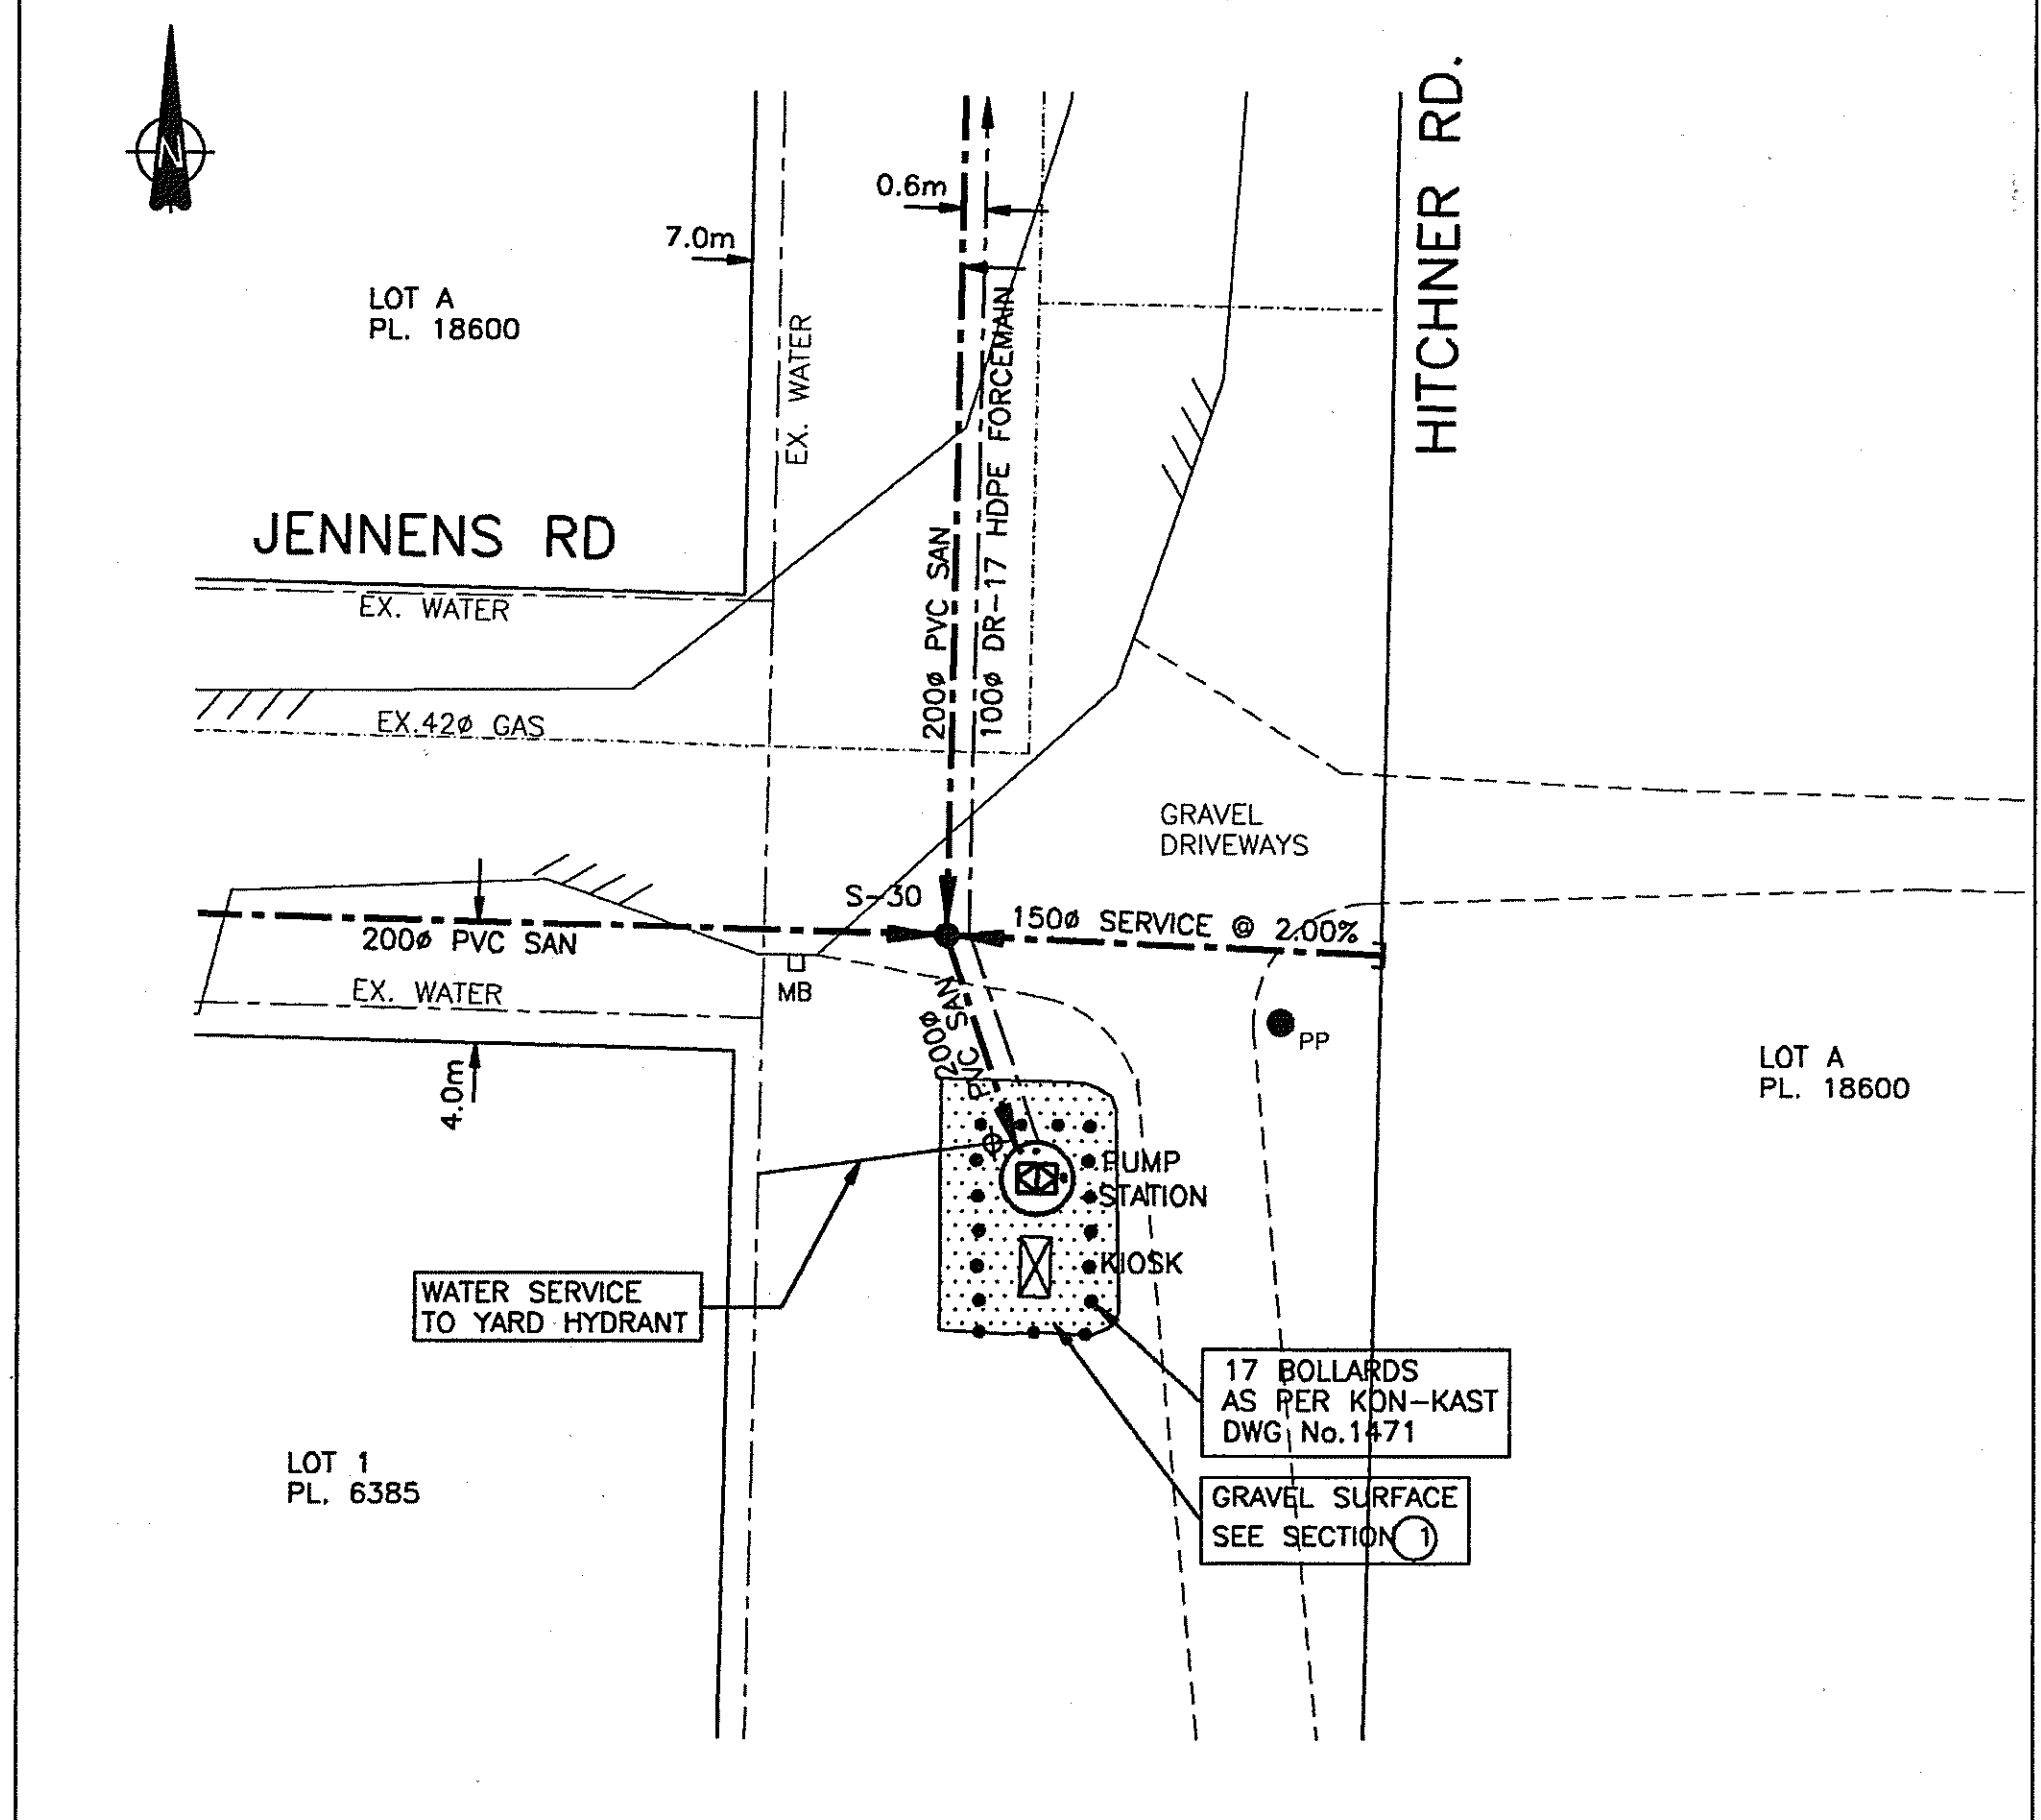 N
HITCHNER RD.
0.6m
7.0m
LOT A
PL. 18600
EX. WATER
100ø DR-17 HDPE FORCEMAIN
200ø PVC SAN
JENNENS RD
EX. WATER
EX.42ø GAS
GRAVEL
DRIVEWAYS
S-30
150ø SERVICE @ 2.00%
200ø PVC SAN
EX. WATER
MB
200ø
PVC SAN
PP
4.0m
LOT A
PL. 18600
PUMP
STATION
KIOSK
WATER SERVICE
TO YARD HYDRANT
17 BOLLARDS
AS PER KON-KAST
DWG No.1471
LOT 1
PL. 6385
GRAVEL SURFACE
SEE SECTION 1